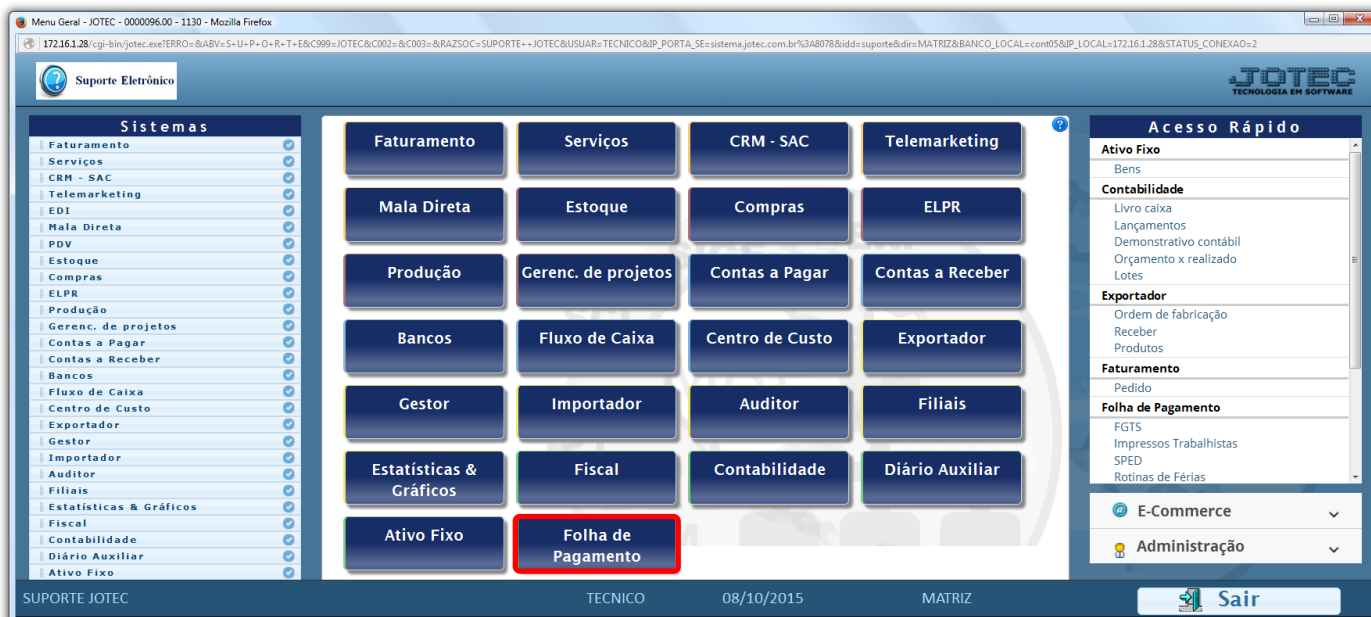 Menu Geral - JOTEC - 0000096.00 - 1130 - Mozilla Firefox
172.16.1.28/cgi-bin/jotec.exe?ERRO=&ABV=S+U+P+O+R+T+E&C999=JOTEC&C002=&C003=&RAZSOC=SUPORTE++JOTEC&USUAR=TECNICO&IP_PORTA_SE=sistema.jotec.com.br%3A8078&idd=suporte&dir=MATRIZ&BANCO_LOCAL=cont05&IP_LOCAL=172.16.1.28&STATUS_CONEXAO=2
Suporte Eletrônico
JOTEC
TECNOLOGIA EM SOFTWARE
Sistemas
Faturamento
Serviços
CRM - SAC
Telemarketing
EDI
Mala Direta
PDV
Estoque
Compras
ELPR
Produção
Gerenc. de projetos
Contas a Pagar
Contas a Receber
Bancos
Fluxo de Caixa
Centro de Custo
Exportador
Gestor
Importador
Auditor
Filiais
Estatísticas & Gráficos
Fiscal
Contabilidade
Diário Auxiliar
Ativo Fixo
Faturamento
Serviços
CRM - SAC
Telemarketing
Mala Direta
Estoque
Compras
ELPR
Produção
Gerenc. de projetos
Contas a Pagar
Contas a Receber
Bancos
Fluxo de Caixa
Centro de Custo
Exportador
Gestor
Importador
Auditor
Filiais
Estatísticas &
Gráficos
Fiscal
Contabilidade
Diário Auxiliar
Ativo Fixo
Folha de
Pagamento
Acesso Rápido
Ativo Fixo
Bens
Contabilidade
Livro caixa
Lançamentos
Demonstrativo contábil
Orçamento x realizado
Lotes
Exportador
Ordem de fabricação
Receber
Produtos
Faturamento
Pedido
Folha de Pagamento
FGTS
Impressos Trabalhistas
SPED
Rotinas de Férias
E-Commerce
Administração
SUPORTE JOTEC
TECNICO
08/10/2015
MATRIZ
Sair